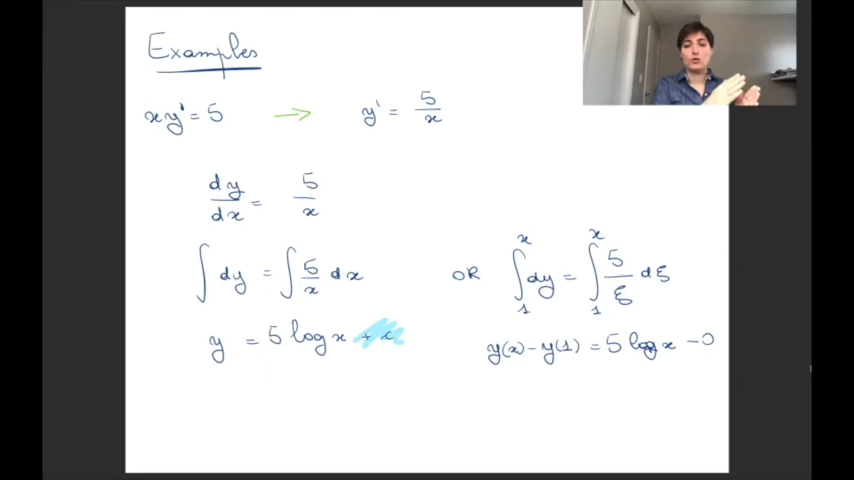 Examples
xy' = 5 → y' = 5/x
dy/dx = 5/x
∫ dy = ∫ 5/x dx OR ∫₁ˣ dy = ∫₁ˣ 5/ξ dξ
y = 5 log x + 
y(x) - y(1) = 5 log x - 0